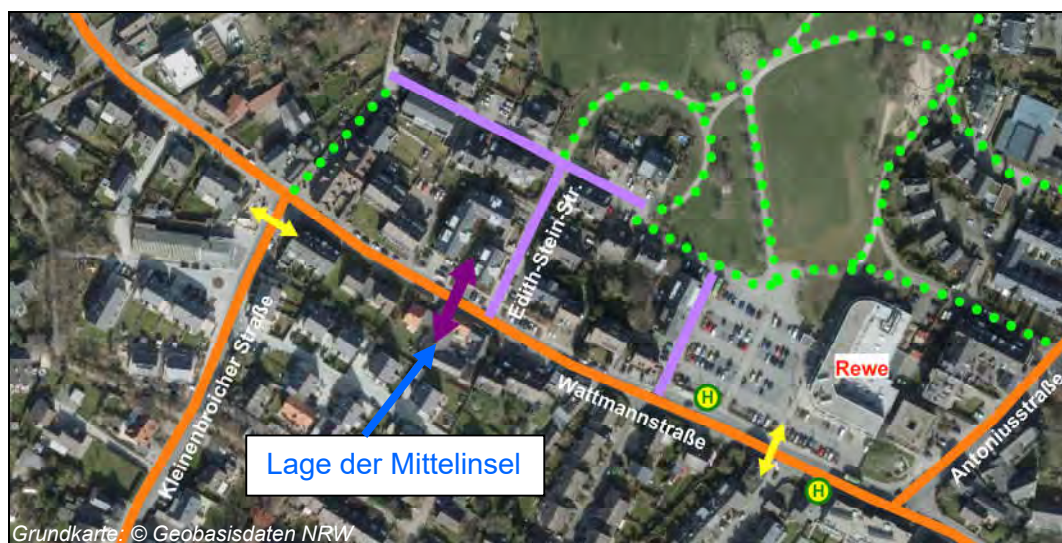 Edith-Stein-Str.
Kleinenbroicher Straße
Rewe
H
Wattmannstraße
Antoniusstraße
Lage der Mittelinsel
H
Grundkarte: © Geobasisdaten NRW